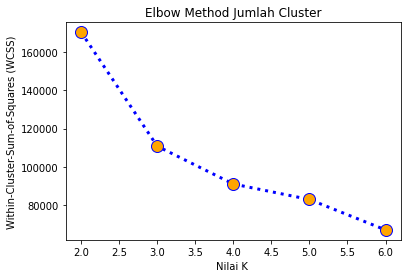 Elbow Method Jumlah Cluster
Within-Cluster-Sum-of-Squares (WCSS)
160000
140000
120000
100000
80000
2.0 2.5 3.0 3.5 4.0 4.5 5.0 5.5 6.0
Nilai K